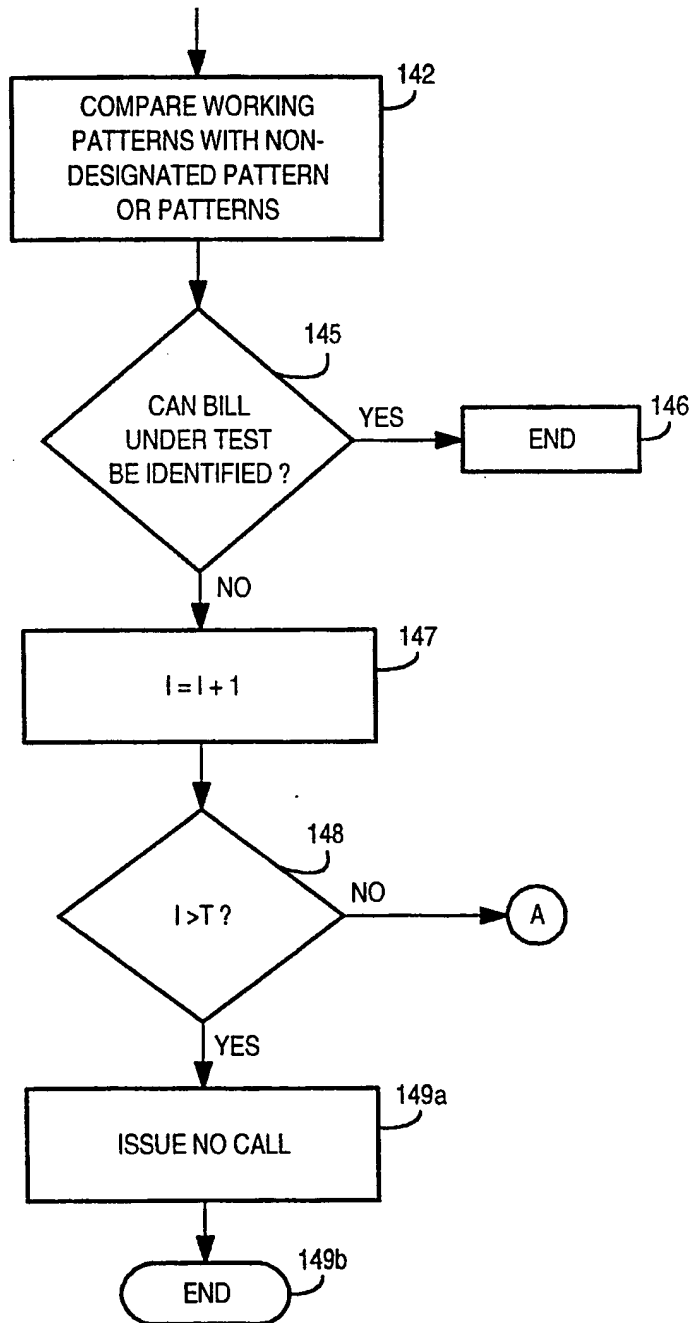 142
COMPARE WORKING
PATTERNS WITH NON-
DESIGNATED PATTERN
OR PATTERNS
145
CAN BILL
UNDER TEST
BE IDENTIFIED ?
YES
146
END
NO
147
I = I + 1
148
I >T ?
NO
A
YES
149a
ISSUE NO CALL
149b
END